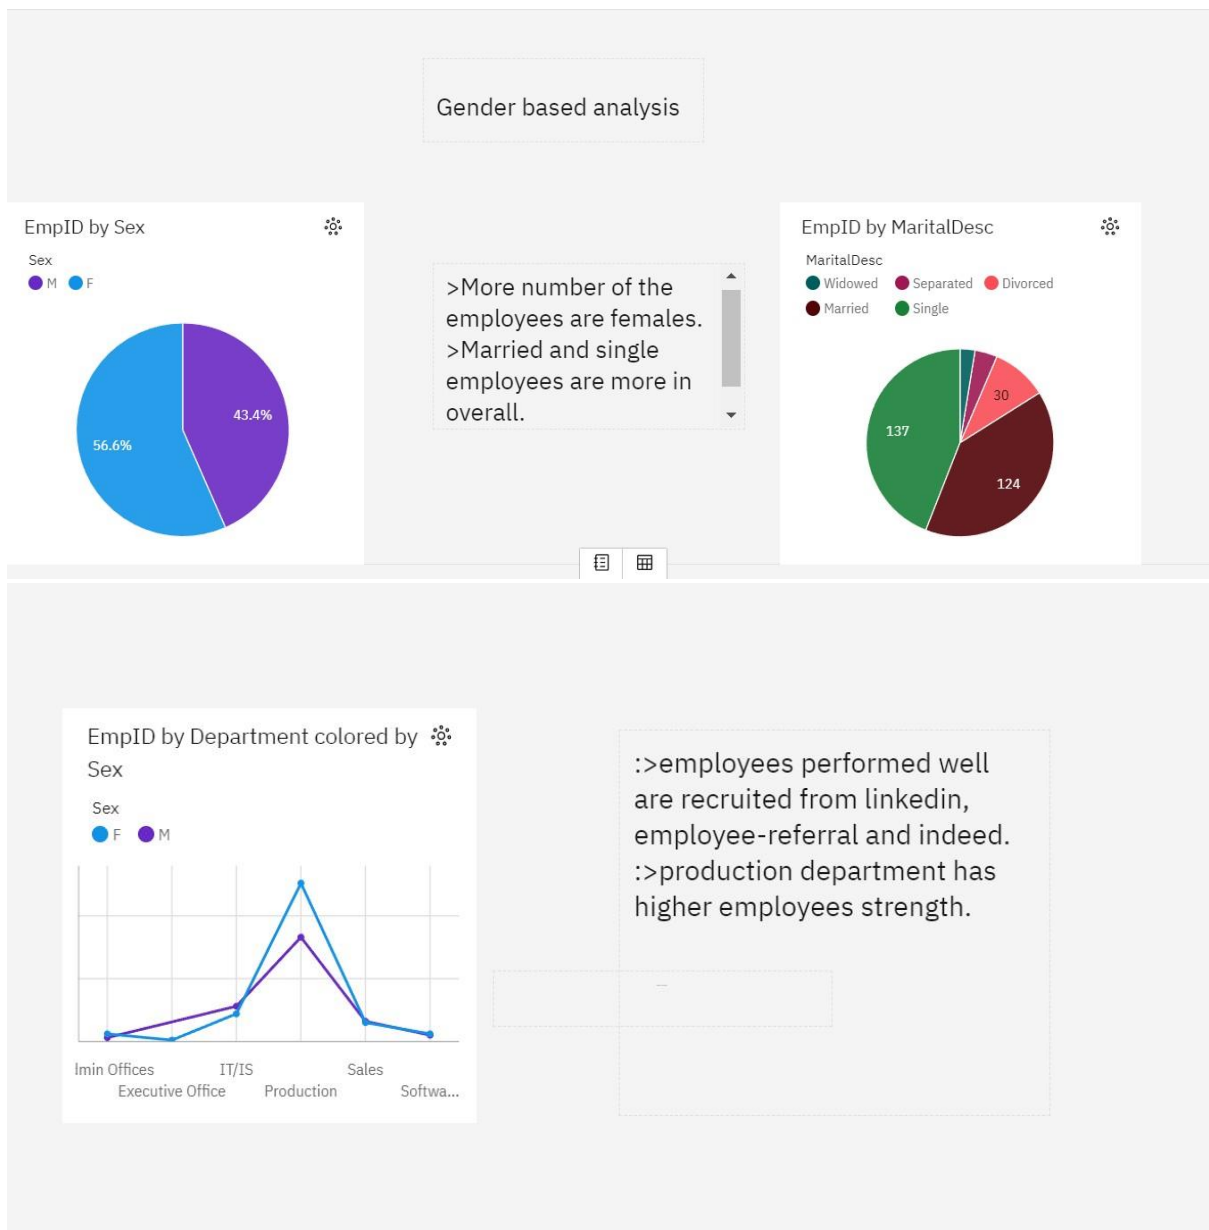 Gender based analysis
EmpID by Sex
Sex
M F
56.6%
43.4%
>More number of the
employees are females.
>Married and single
employees are more in
overall.
EmpID by MaritalDesc
MaritalDesc
Widowed Separated Divorced
Married Single
30
137
124
EmpID by Department colored by
Sex
Sex
F M
lmin Offices IT/IS Sales
Executive Office Production Softwa...
:>employees performed well
are recruited from linkedin,
employee-referral and indeed.
:>production department has
higher employees strength.